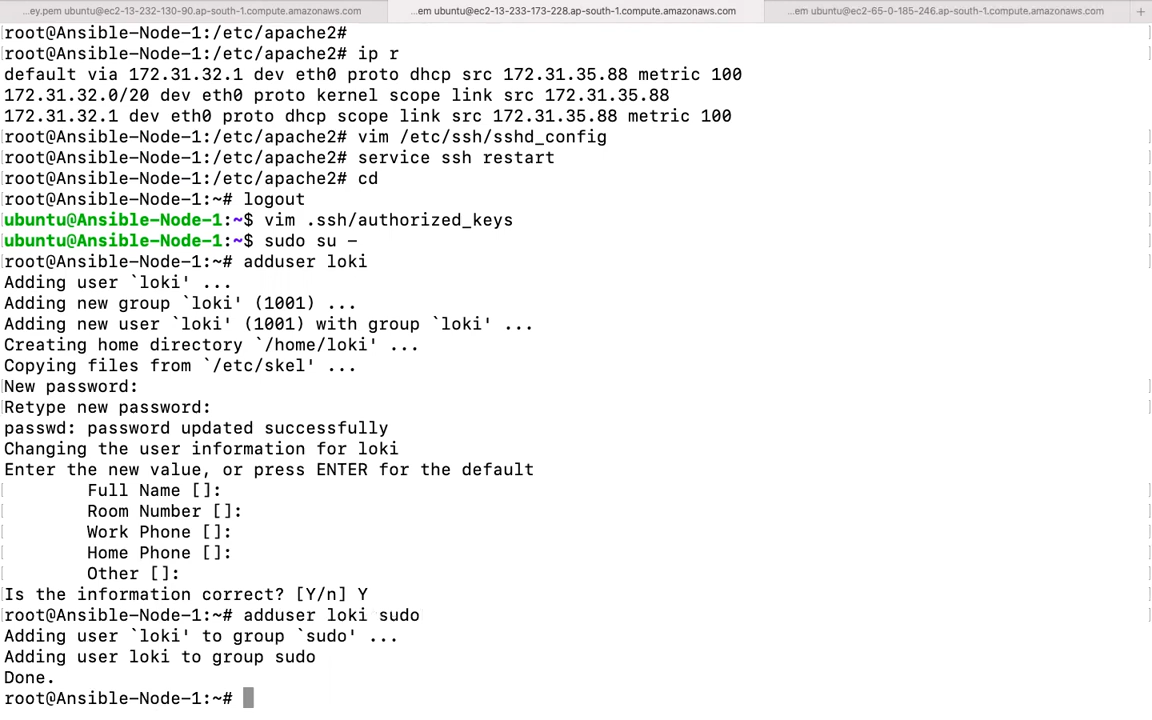 ...ey.pem ubuntu@ec2-13-232-130-90.ap-south-1.compute.amazonaws.com
...em ubuntu@ec2-13-233-173-228.ap-south-1.compute.amazonaws.com
...em ubuntu@ec2-65-0-185-246.ap-south-1.compute.amazonaws.com
+
root@Ansible-Node-1:/etc/apache2#
root@Ansible-Node-1:/etc/apache2# ip r
default via 172.31.32.1 dev eth0 proto dhcp src 172.31.35.88 metric 100
172.31.32.0/20 dev eth0 proto kernel scope link src 172.31.35.88
172.31.32.1 dev eth0 proto dhcp scope link src 172.31.35.88 metric 100
root@Ansible-Node-1:/etc/apache2# vim /etc/ssh/sshd_config
root@Ansible-Node-1:/etc/apache2# service ssh restart
root@Ansible-Node-1:/etc/apache2# cd
root@Ansible-Node-1:~# logout
ubuntu@Ansible-Node-1:~$ vim .ssh/authorized_keys
ubuntu@Ansible-Node-1:~$ sudo su -
root@Ansible-Node-1:~# adduser loki
Adding user `loki' ...
Adding new group `loki' (1001) ...
Adding new user `loki' (1001) with group `loki' ...
Creating home directory `/home/loki' ...
Copying files from `/etc/skel' ...
New password:
Retype new password:
passwd: password updated successfully
Changing the user information for loki
Enter the new value, or press ENTER for the default
Full Name []:
Room Number []:
Work Phone []:
Home Phone []:
Other []:
Is the information correct? [Y/n] Y
root@Ansible-Node-1:~# adduser loki sudo
Adding user `loki' to group `sudo' ...
Adding user loki to group sudo
Done.
root@Ansible-Node-1:~#